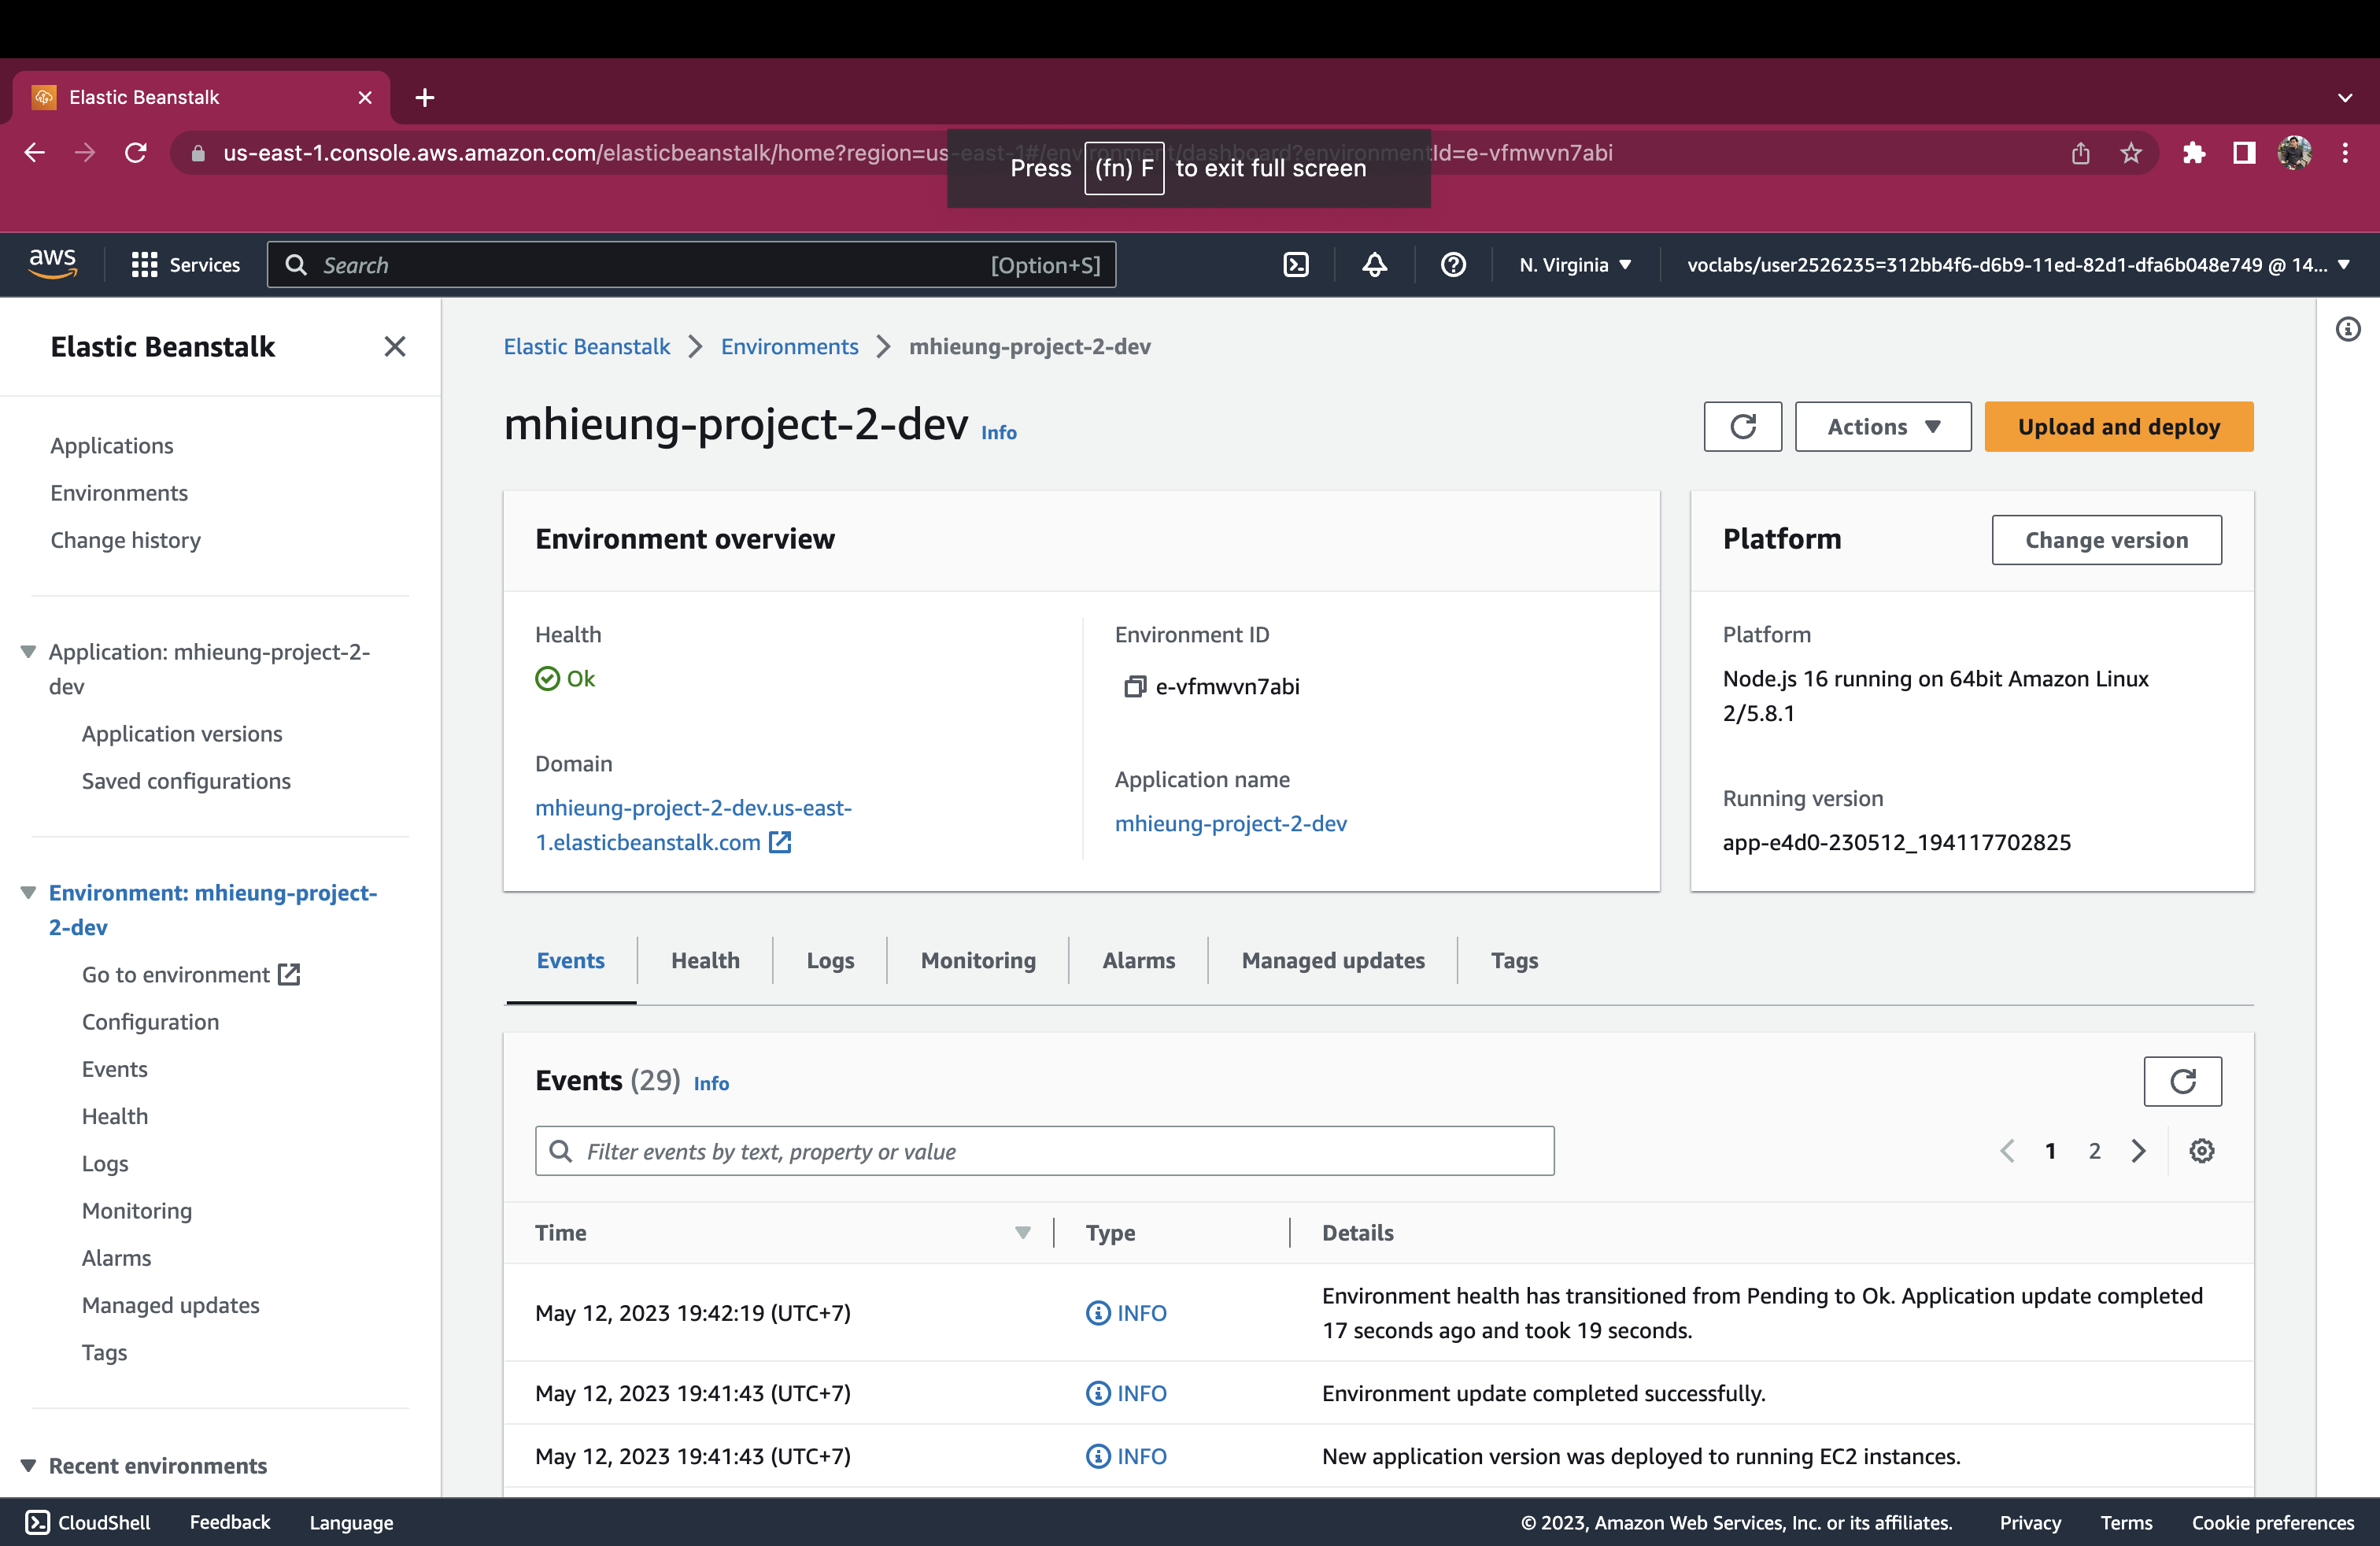 Elastic Beanstalk
us-east-1.console.aws.amazon.com/elasticbeanstalk/home?region=us-east-1#/environment/dashboard?environmentId=e-vfmwvn7abi
Press (fn) F to exit full screen
aws
Services
Search
[Option+S]
N. Virginia
voclabs/user2526235=312bb4f6-d6b9-11ed-82d1-dfa6b048e749 @ 14...
Elastic Beanstalk
Applications
Environments
Change history
Application: mhieung-project-2-
dev
Application versions
Saved configurations
Environment: mhieung-project-
2-dev
Go to environment
Configuration
Events
Health
Logs
Monitoring
Alarms
Managed updates
Tags
Recent environments
Elastic Beanstalk
Environments
mhieung-project-2-dev
mhieung-project-2-dev Info
Actions
Upload and deploy
Environment overview
Health
Ok
Domain
mhieung-project-2-dev.us-east-
1.elasticbeanstalk.com
Environment ID
e-vfmwvn7abi
Application name
mhieung-project-2-dev
Platform
Change version
Platform
Node.js 16 running on 64bit Amazon Linux
2/5.8.1
Running version
app-e4d0-230512_194117702825
Events
Health
Logs
Monitoring
Alarms
Managed updates
Tags
Events (29) Info
Filter events by text, property or value
1
2
Time
Type
Details
May 12, 2023 19:42:19 (UTC+7)
INFO
Environment health has transitioned from Pending to Ok. Application update completed
17 seconds ago and took 19 seconds.
May 12, 2023 19:41:43 (UTC+7)
INFO
Environment update completed successfully.
May 12, 2023 19:41:43 (UTC+7)
INFO
New application version was deployed to running EC2 instances.
CloudShell
Feedback
Language
© 2023, Amazon Web Services, Inc. or its affiliates.
Privacy
Terms
Cookie preferences